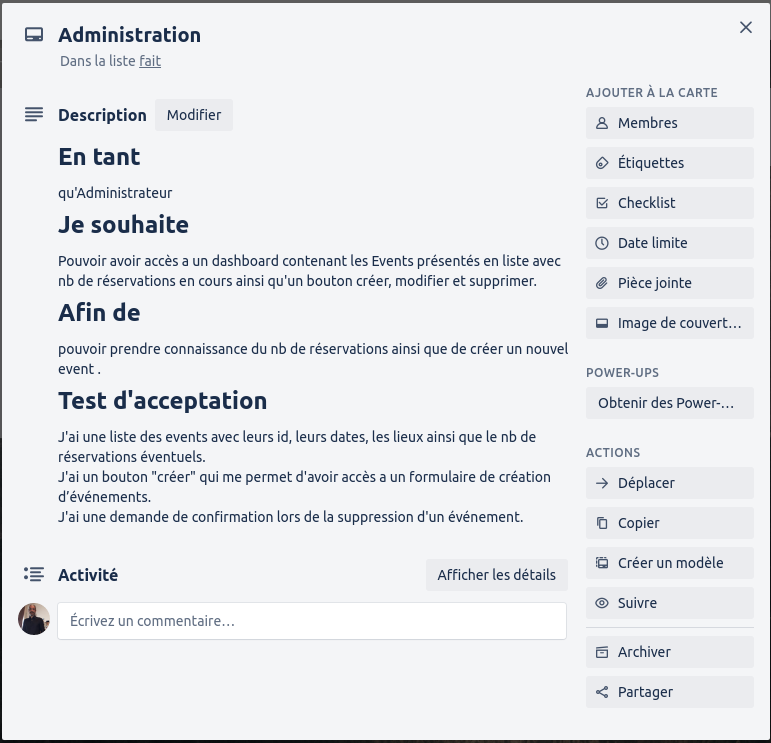 Administration
Dans la liste fait
Description
Modifier
En tant
qu'Administrateur
Je souhaite
Pouvoir avoir accès a un dashboard contenant les Events présentés en liste avec
nb de réservations en cours ainsi qu'un bouton créer, modifier et supprimer.
Afin de
pouvoir prendre connaissance du nb de réservations ainsi que de créer un nouvel
event .
Test d'acceptation
J'ai une liste des events avec leurs id, leurs dates, les lieux ainsi que le nb de
réservations éventuels.
J'ai un bouton "créer" qui me permet d'avoir accès a un formulaire de création
d’événements.
J'ai une demande de confirmation lors de la suppression d'un événement.
Activité
Afficher les détails
Écrivez un commentaire…
AJOUTER À LA CARTE
Membres
Étiquettes
Checklist
Date limite
Pièce jointe
Image de couvert…
POWER-UPS
Obtenir des Power-…
ACTIONS
Déplacer
Copier
Créer un modèle
Suivre
Archiver
Partager